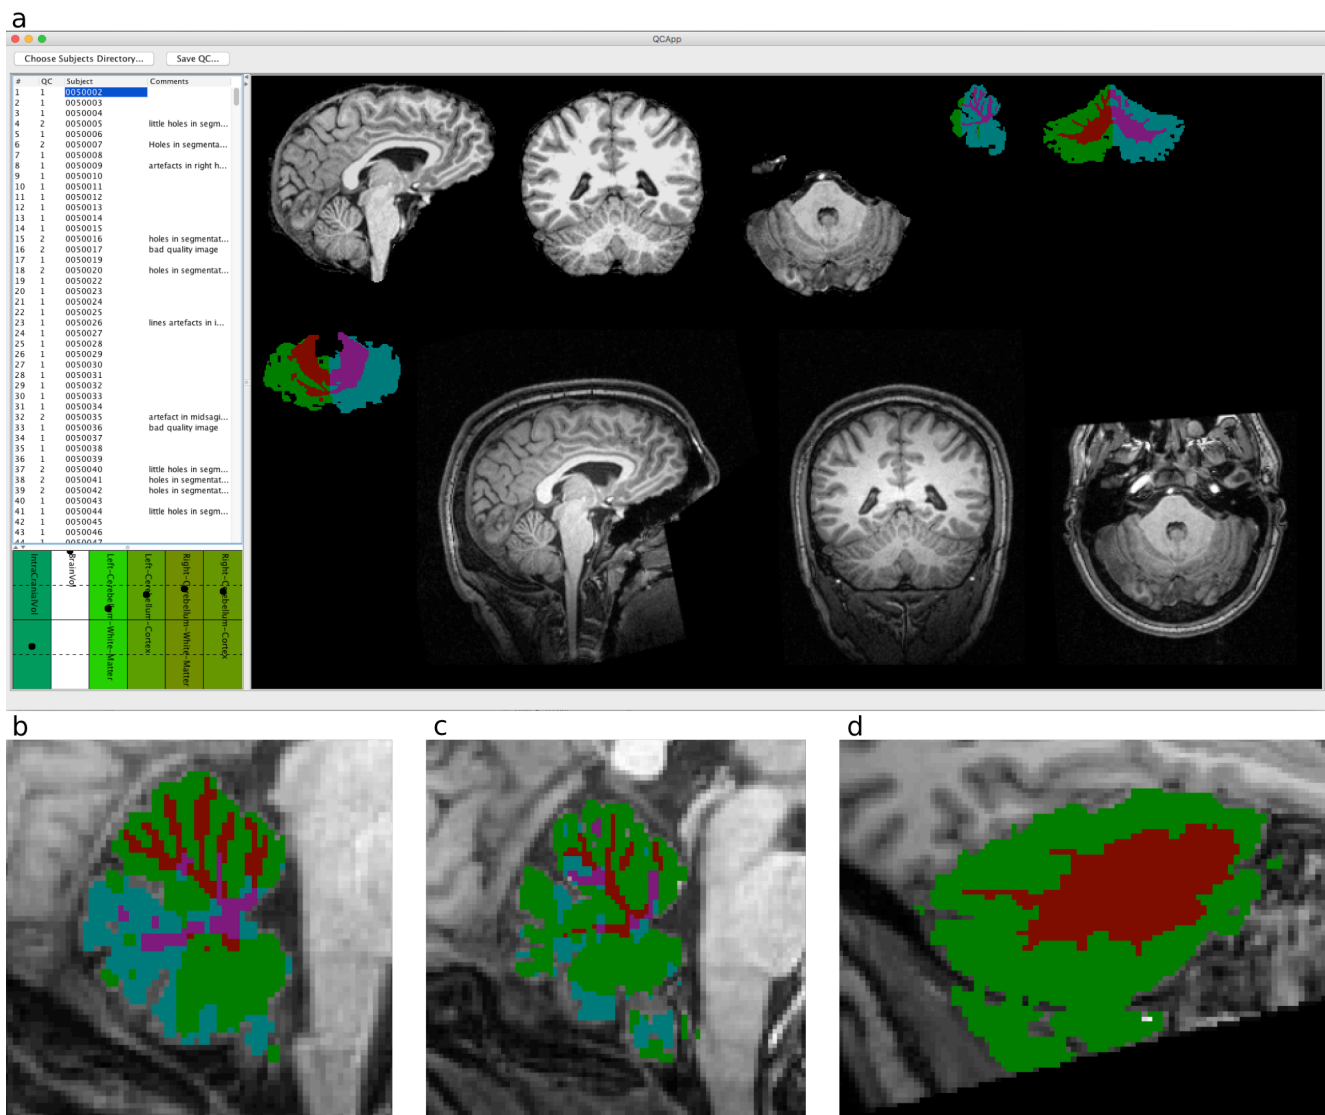 a
QCApp
Choose Subjects Directory... Save QC...
# QC Subject Comments
1 1 0050002
2 1 0050003
3 1 0050004
4 2 0050005 little holes in segm...
5 1 0050006
6 2 0050007 Holes in segmenta...
7 1 0050008
8 1 0050009 artefacts in right h...
9 1 0050010
10 1 0050011
11 1 0050012
12 1 0050013
13 1 0050014
14 1 0050015
15 2 0050016 holes in segmentat...
16 2 0050017 bad quality image
17 1 0050019
18 2 0050020 holes in segmentat...
19 1 0050022
20 1 0050023
21 1 0050024
22 1 0050025
23 1 0050026 lines artefacts in i...
24 1 0050027
25 1 0050028
26 1 0050029
27 1 0050030
28 1 0050031
29 1 0050032
30 1 0050033
31 1 0050034
32 2 0050035 artefact in midsagi...
33 1 0050036 bad quality image
34 1 0050037
35 1 0050038
36 1 0050039
37 2 0050040 little holes in segm...
38 2 0050041 holes in segmentat...
39 2 0050042 holes in segmentat...
40 1 0050043
41 1 0050044 little holes in segm...
42 1 0050045
43 1 0050046
44 1 0050047
IntraCranialVol
BrainVol
Left-Cerebellum-White-Matter
Left-Cerebellum-Cortex
Right-Cerebellum-White-Matter
Right-Cerebellum-Cortex
b
c
d